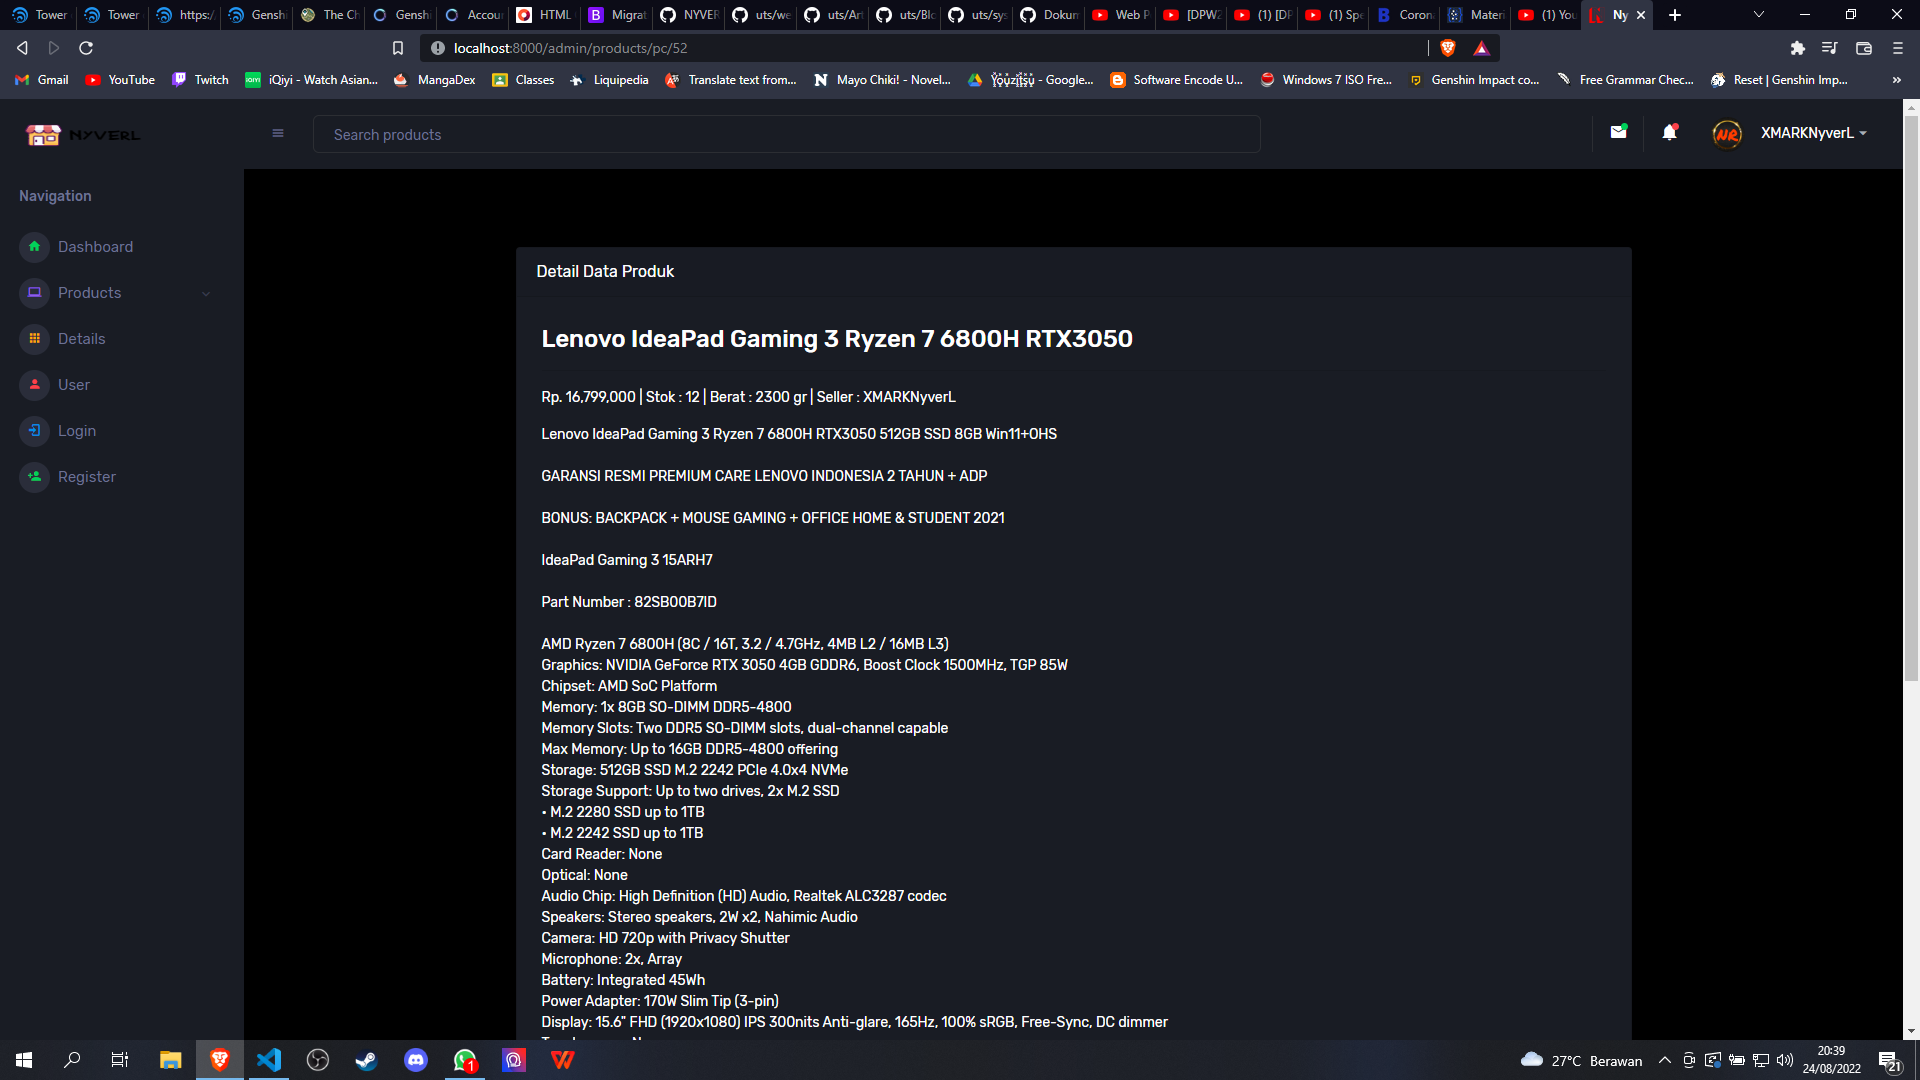 Tower
Tower
https:/
Genshi
The Ch
Genshi
Accou
HTML
Migrat
NYVER
uts/we
uts/Ar
uts/Blo
uts/sys
Dokum
Web P
[DPW2
(1) [DP
(1) Spe
Coron
Materi
(1) You
Ny
localhost:8000/admin/products/pc/52
Gmail
YouTube
Twitch
iQiyi - Watch Asian...
MangaDex
Classes
Liquipedia
Translate text from...
Mayo Chiki! - Novel...
Youzitsu - Google...
Software Encode U...
Windows 7 ISO Fre...
Genshin Impact co...
Free Grammar Chec...
Reset | Genshin Imp...
NYVERL
Search products
XMARKNyverL
Navigation
Dashboard
Products
Details
User
Login
Register
Detail Data Produk
Lenovo IdeaPad Gaming 3 Ryzen 7 6800H RTX3050
Rp. 16,799,000 | Stok : 12 | Berat : 2300 gr | Seller : XMARKNyverL
Lenovo IdeaPad Gaming 3 Ryzen 7 6800H RTX3050 512GB SSD 8GB Win11+OHS
GARANSI RESMI PREMIUM CARE LENOVO INDONESIA 2 TAHUN + ADP
BONUS: BACKPACK + MOUSE GAMING + OFFICE HOME & STUDENT 2021
IdeaPad Gaming 3 15ARH7
Part Number : 82SB00B7ID
AMD Ryzen 7 6800H (8C / 16T, 3.2 / 4.7GHz, 4MB L2 / 16MB L3)
Graphics: NVIDIA GeForce RTX 3050 4GB GDDR6, Boost Clock 1500MHz, TGP 85W
Chipset: AMD SoC Platform
Memory: 1x 8GB SO-DIMM DDR5-4800
Memory Slots: Two DDR5 SO-DIMM slots, dual-channel capable
Max Memory: Up to 16GB DDR5-4800 offering
Storage: 512GB SSD M.2 2242 PCIe 4.0x4 NVMe
Storage Support: Up to two drives, 2x M.2 SSD
• M.2 2280 SSD up to 1TB
• M.2 2242 SSD up to 1TB
Card Reader: None
Optical: None
Audio Chip: High Definition (HD) Audio, Realtek ALC3287 codec
Speakers: Stereo speakers, 2W x2, Nahimic Audio
Camera: HD 720p with Privacy Shutter
Microphone: 2x, Array
Battery: Integrated 45Wh
Power Adapter: 170W Slim Tip (3-pin)
Display: 15.6" FHD (1920x1080) IPS 300nits Anti-glare, 165Hz, 100% sRGB, Free-Sync, DC dimmer
27°C Berawan
20:39
24/08/2022
21